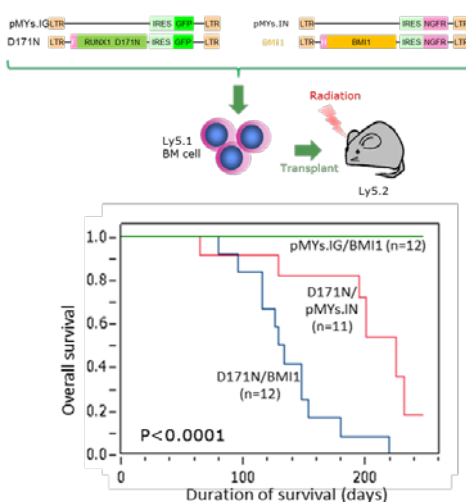 pMYs.IG LTR IRES GFP LTR
D171N LTR RUNX1 D171N IRES GFP LTR
pMYs.IN LTR IRES NGFR LTR
BMI1 LTR BMI1 IRES NGFR LTR
Radiation
Ly5.1
BM cell
Transplant
Ly5.2
Overall survival
1.0
0.8
0.6
0.4
0.2
0
100
200
pMYs.IG/BMI1 (n=12)
D171N/
pMYs.IN
(n=11)
D171N/BMI1
(n=12)
P<0.0001
Duration of survival (days)